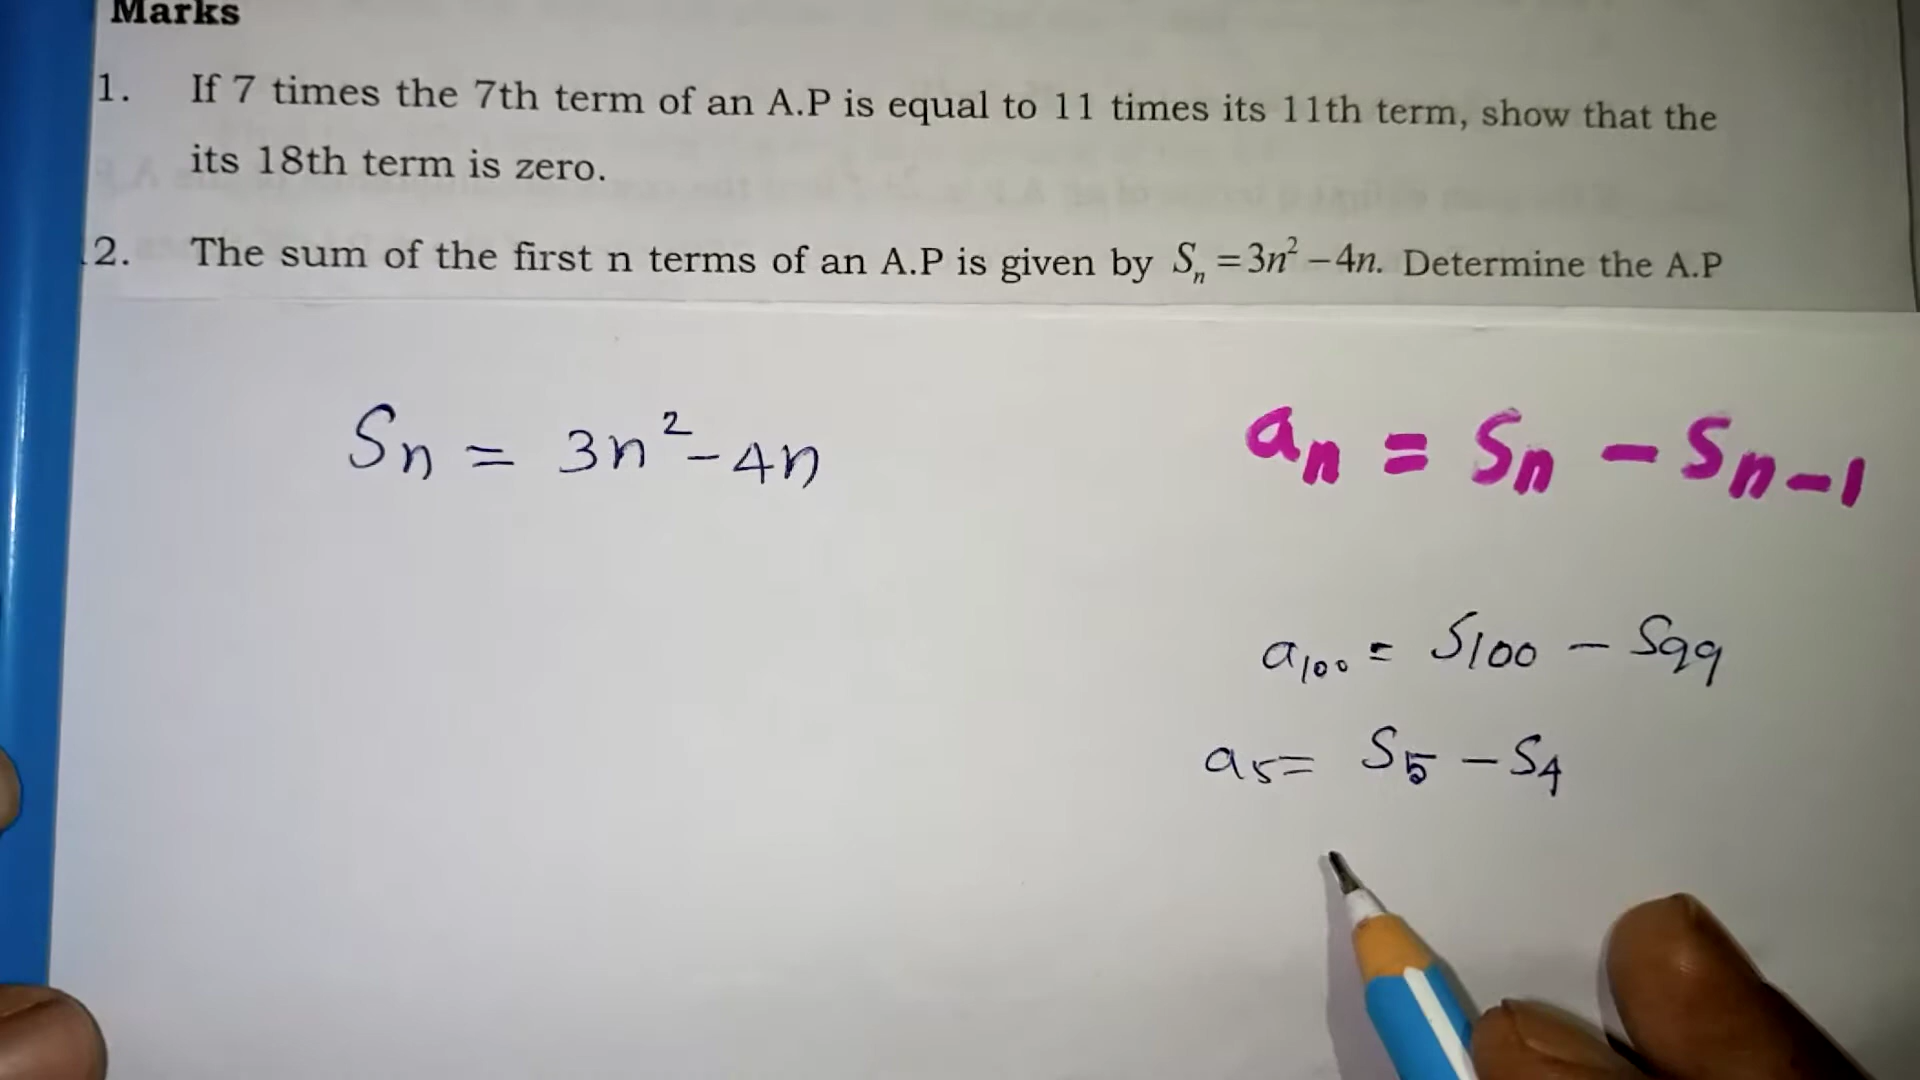 Marks
1. If 7 times the 7th term of an A.P is equal to 11 times its 11th term, show that the
its 18th term is zero.
2. The sum of the first n terms of an A.P is given by Sₙ = 3n² – 4n. Determine the A.P
Sₙ = 3n² – 4n
aₙ = Sₙ – Sₙ₋₁
a₁₀₀ = S₁₀₀ – S₉₉
a₅ = S₅ – S₄